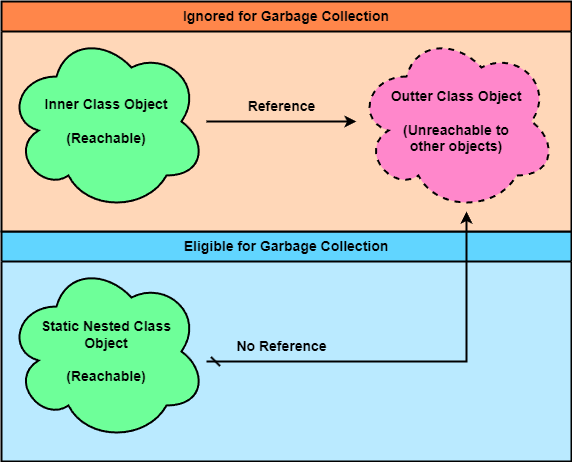 Ignored for Garbage Collection
Inner Class Object
(Reachable)
Reference
Outter Class Object
(Unreachable to
other objects)
Eligible for Garbage Collection
Static Nested Class
Object
(Reachable)
No Reference